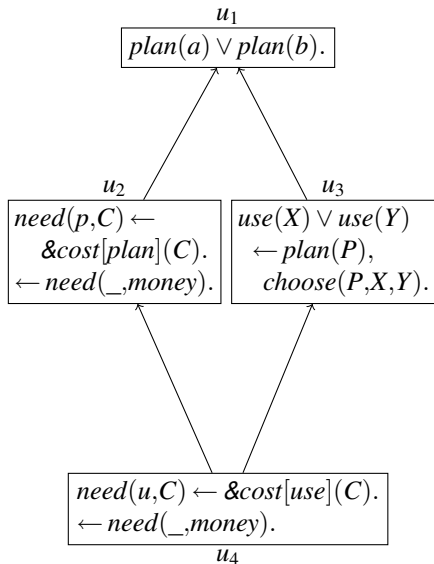 u₁
plan(a) ∨ plan(b).
u₂
need(p,C) ←
&cost[plan](C).
← need(_,money).
u₃
use(X) ∨ use(Y)
← plan(P),
choose(P,X,Y).
need(u,C) ← &cost[use](C).
← need(_,money).
u₄